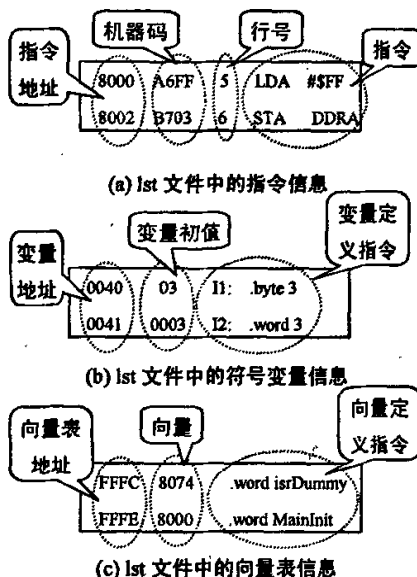 机器码
行号
指令
地址
指令
8000 A6FF 5 LDA #$FF
8002 B703 6 STA DDRA
(a) lst 文件中的指令信息
变量初值
变量定
义指令
变量
地址
0040 03 I1: .byte 3
0041 0003 I2: .word 3
(b) lst 文件中的符号变量信息
向量表
地址
向量
向量定
义指令
FFFC 8074 .word isrDummy
FFFE 8000 .word MainInit
(c) lst 文件中的向量表信息